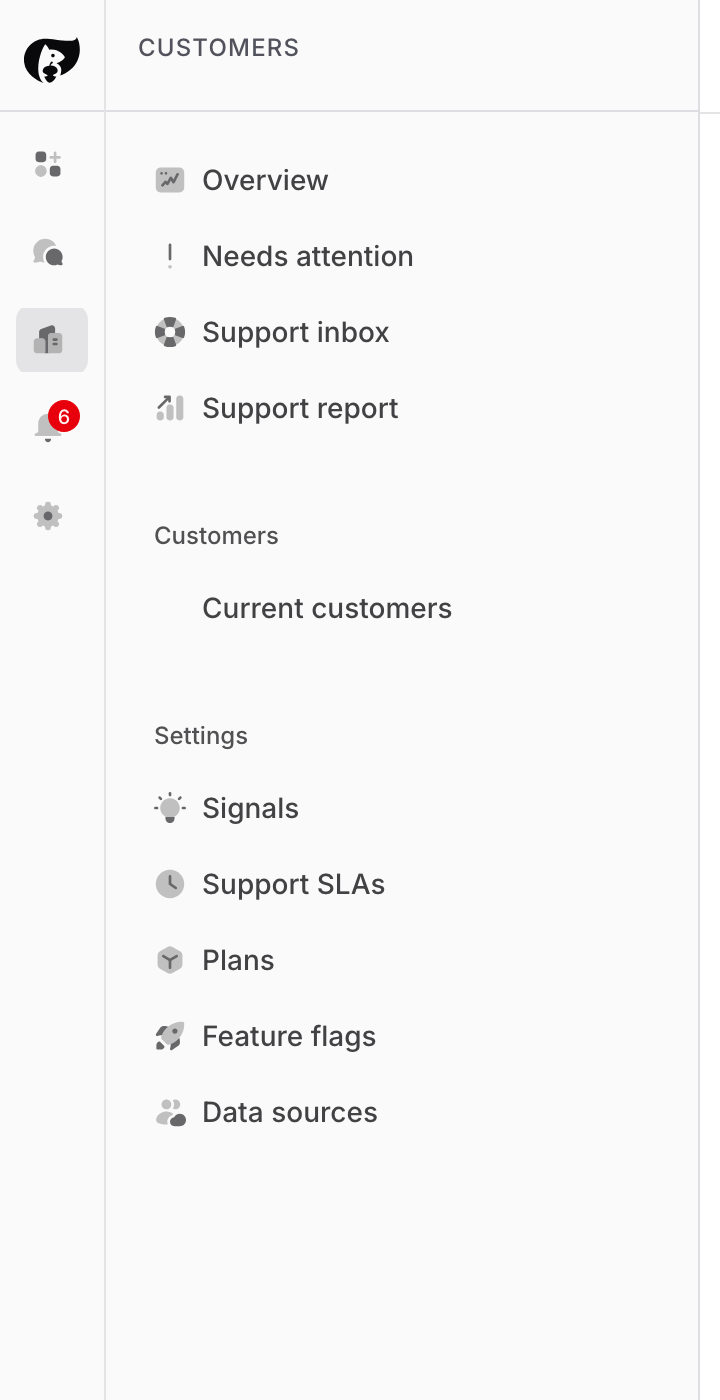 CUSTOMERS
Overview
Needs attention
Support inbox
Support report
6
Customers
Current customers
Settings
Signals
Support SLAs
Plans
Feature flags
Data sources